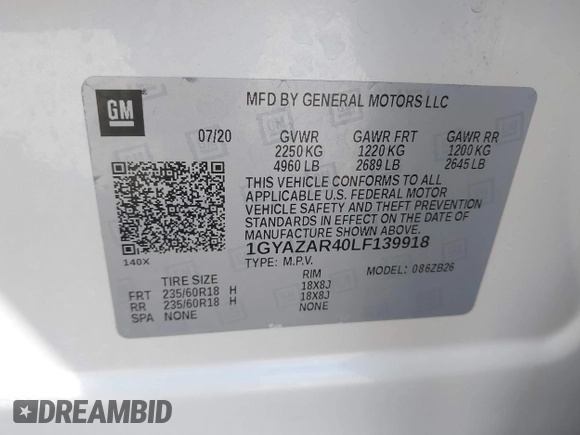 GM
MFD BY GENERAL MOTORS LLC
07/20 GVWR GAWR FRT GAWR RR
2250 KG 1220 KG 1200 KG
4960 LB 2689 LB 2645 LB
THIS VEHICLE CONFORMS TO ALL
APPLICABLE U.S. FEDERAL MOTOR
VEHICLE SAFETY AND THEFT PREVENTION
STANDARDS IN EFFECT ON THE DATE OF
MANUFACTURE SHOWN ABOVE.
1GYAZAR40LF139918
140X
TYPE: M.P.V. MODEL: 086ZB26
TIRE SIZE RIM
FRT 235/60R18 H 18X8J
RR 235/60R18 H 18X8J
SPA NONE NONE
DREAMBID